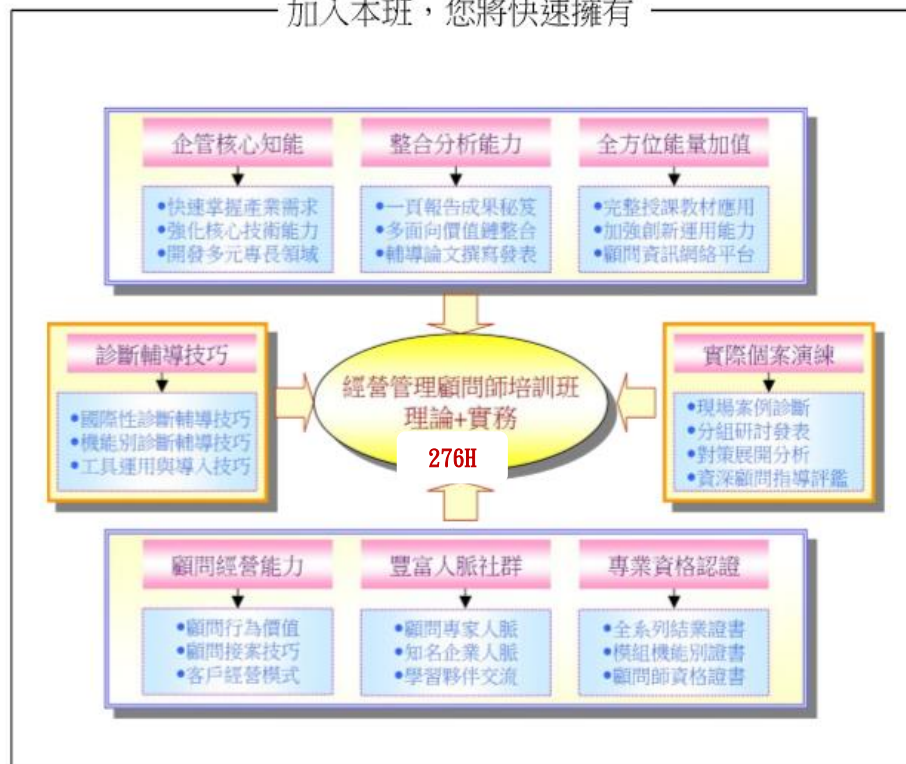 加入本班，您將快速擁有
企管核心知能
•快速掌握產業需求
•強化核心技術能力
•開發多元專長領域
整合分析能力
•一頁報告成果秘笈
•多面向價值鏈整合
•輔導論文撰寫發表
全方位能量加值
•完整授課教材應用
•加強創新運用能力
•顧問資訊網絡平台
診斷輔導技巧
•國際性診斷輔導技巧
•機能別診斷輔導技巧
•工具運用與導入技巧
經營管理顧問師培訓班
理論+實務
276H
實際個案演練
•現場案例診斷
•分組研討發表
•對策展開分析
•資深顧問指導評鑑
顧問經營能力
•顧問行為價值
•顧問接案技巧
•客戶經營模式
豐富人脈社群
•顧問專家人脈
•知名企業人脈
•學習夥伴交流
專業資格認證
•全系列結業證書
•模組機能別證書
•顧問師資格證書